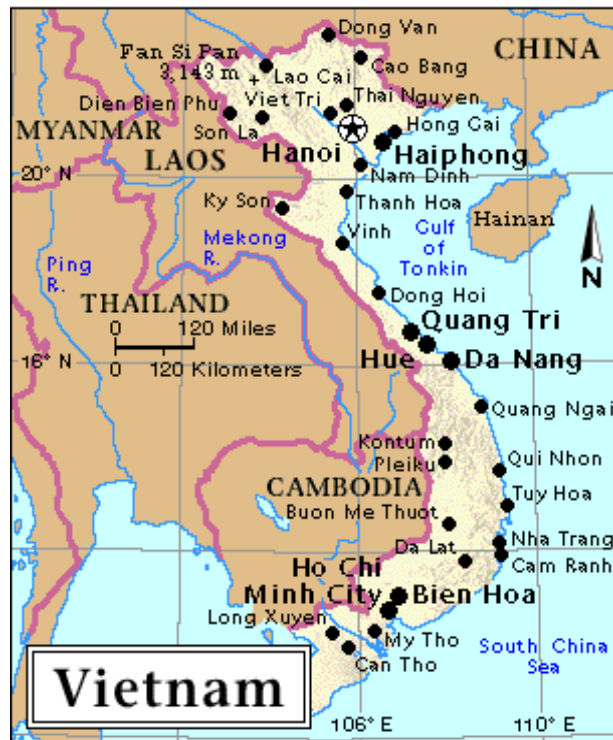 Dong Van
CHINA
Fan Si Pan
3,143 m +
Lao Cai
Cao Bang
Dien Bien Phu
Viet Tri
Thai Nguyen
MYANMAR
Son La
Hong Gai
LAOS
Hanoi
Haiphong
20° N
Nam Dinh
Ky Son
Thanh Hoa
Hainan
Mekong
R.
Vinh
Gulf
of
Tonkin
Ping
R.
N
THAILAND
Dong Hoi
0 120 Miles
Quang Tri
16° N
0
120 Kilometers
Hue
Da Nang
Quang Ngai
Kontum
Pleiku
Qui Nhon
CAMBODIA
Buon Me Thuot
Tuy Hoa
Da Lat
Nha Trang
Cam Ranh
Ho Chi
Minh City
Bien Hoa
Long Xuyen
My Tho
Can Tho
South China
Sea
Vietnam
106° E
110° E